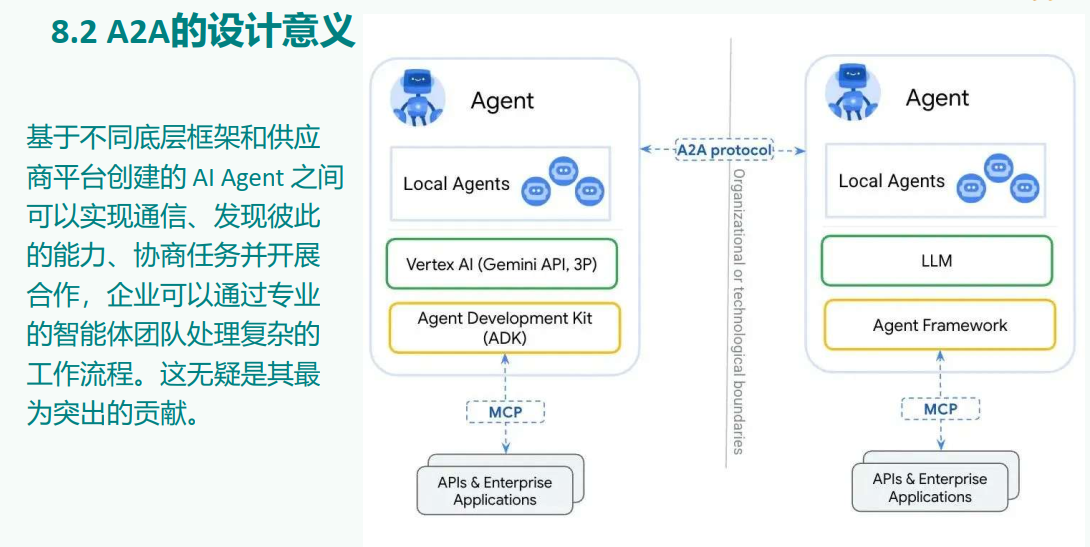 8.2 A2A的设计意义
基于不同底层框架和供应
商平台创建的 AI Agent 之间
可以实现通信、发现彼此
的能力、协商任务并开展
合作，企业可以通过专业
的智能体团队处理复杂的
工作流程。这无疑是其最
为突出的贡献。
Agent
Local Agents
Vertex AI (Gemini API, 3P)
Agent Development Kit
(ADK)
MCP
APIs & Enterprise
Applications
A2A protocol
Organizational or technological boundaries
Agent
Local Agents
LLM
Agent Framework
MCP
APIs & Enterprise
Applications